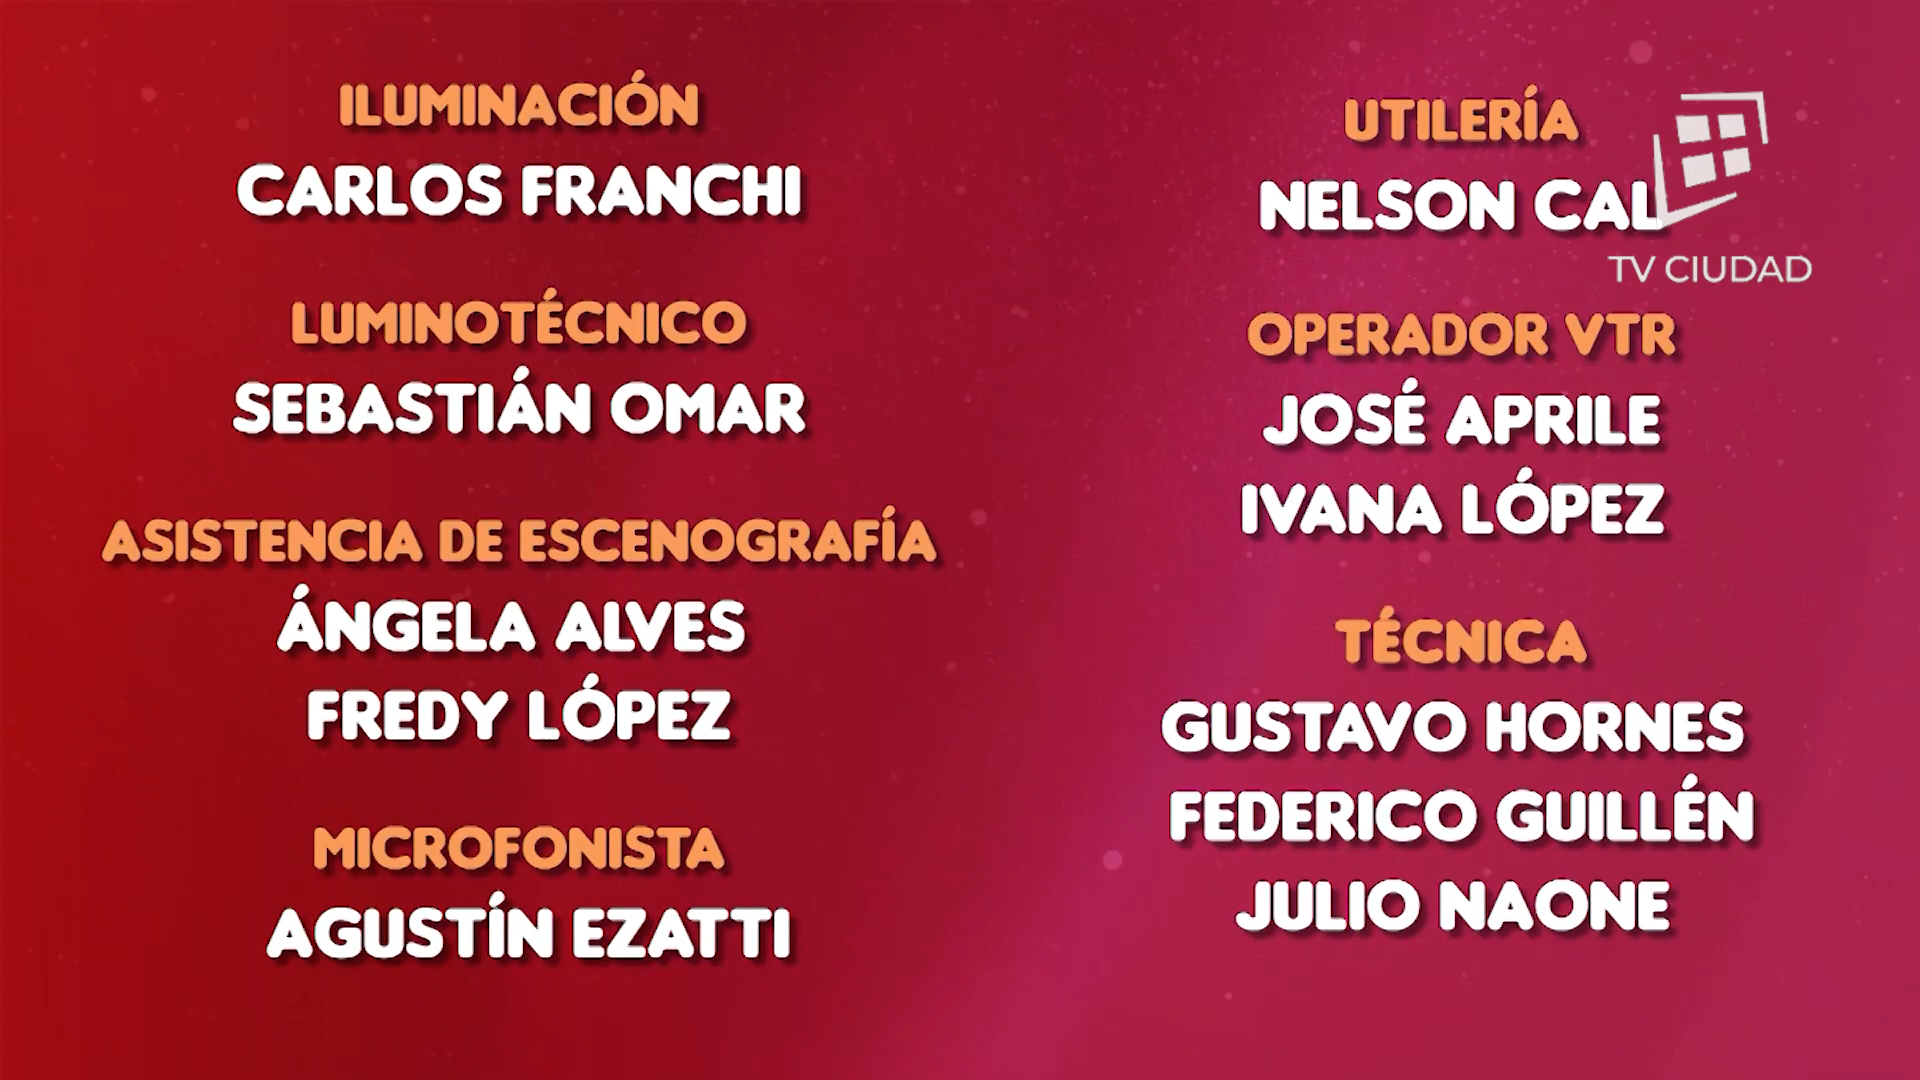 ILUMINACIÓN
CARLOS FRANCHI
LUMINOTÉCNICO
SEBASTIÁN OMAR
ASISTENCIA DE ESCENOGRAFÍA
ÁNGELA ALVES
FREDY LÓPEZ
MICROFONISTA
AGUSTÍN EZATTI
UTILERÍA
NELSON CAL
TV CIUDAD
OPERADOR VTR
JOSÉ APRILE
IVANA LÓPEZ
TÉCNICA
GUSTAVO HORNES
FEDERICO GUILLÉN
JULIO NAONE